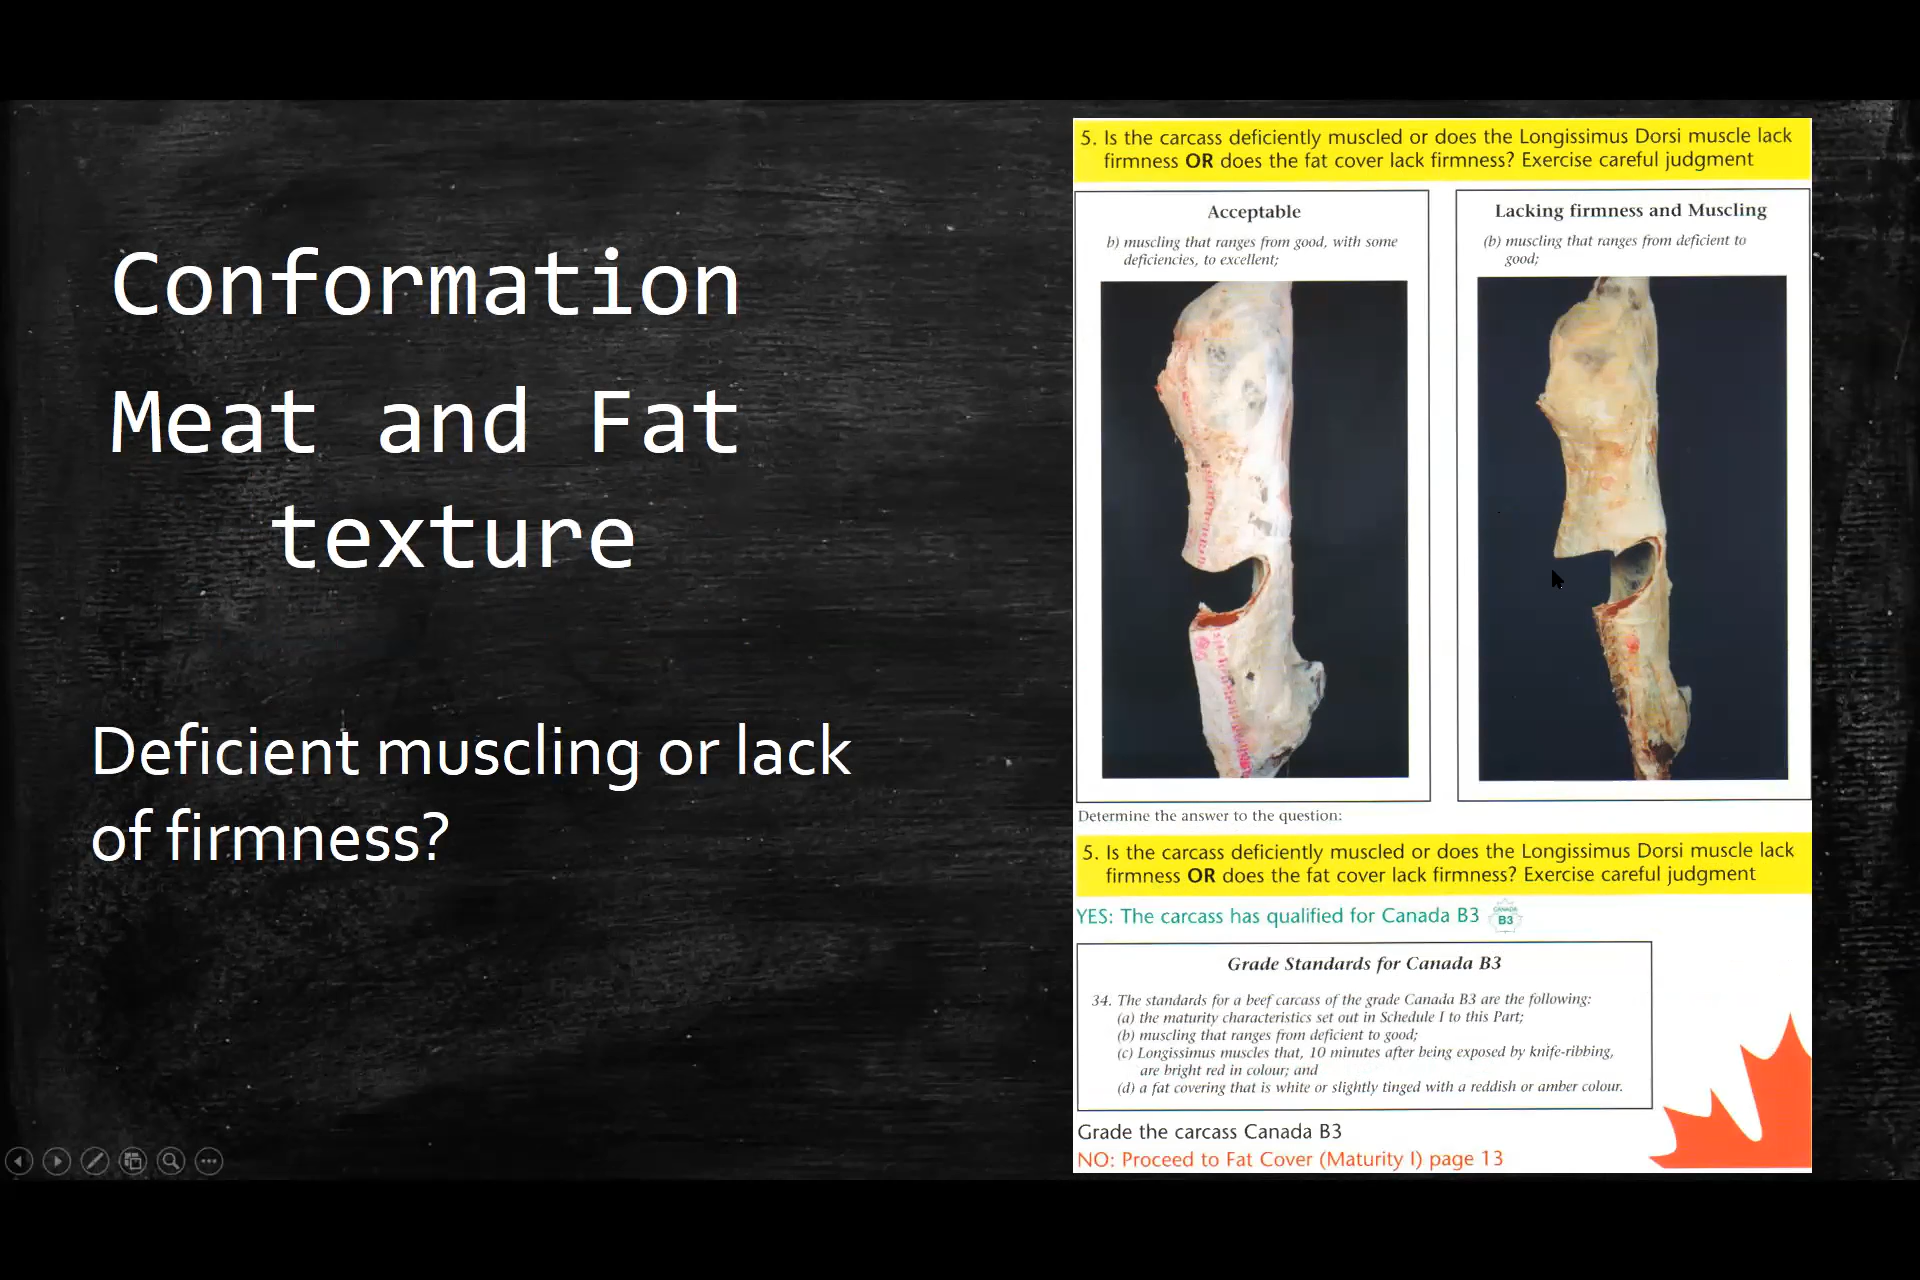 Conformation
Meat and Fat
texture
Deficient muscling or lack
of firmness?
5. Is the carcass deficiently muscled or does the Longissimus Dorsi muscle lack
firmness OR does the fat cover lack firmness? Exercise careful judgment
Acceptable
b) muscling that ranges from good, with some
deficiencies, to excellent;
Lacking firmness and Muscling
(b) muscling that ranges from deficient to
good;
Determine the answer to the question:
5. Is the carcass deficiently muscled or does the Longissimus Dorsi muscle lack
firmness OR does the fat cover lack firmness? Exercise careful judgment
YES: The carcass has qualified for Canada B3
CANADA
B3
Grade Standards for Canada B3
34. The standards for a beef carcass of the grade Canada B3 are the following:
(a) the maturity characteristics set out in Schedule I to this Part;
(b) muscling that ranges from deficient to good;
(c) Longissimus muscles that, 10 minutes after being exposed by knife-ribbing,
are bright red in colour; and
(d) a fat covering that is white or slightly tinged with a reddish or amber colour.
Grade the carcass Canada B3
NO: Proceed to Fat Cover (Maturity I) page 13